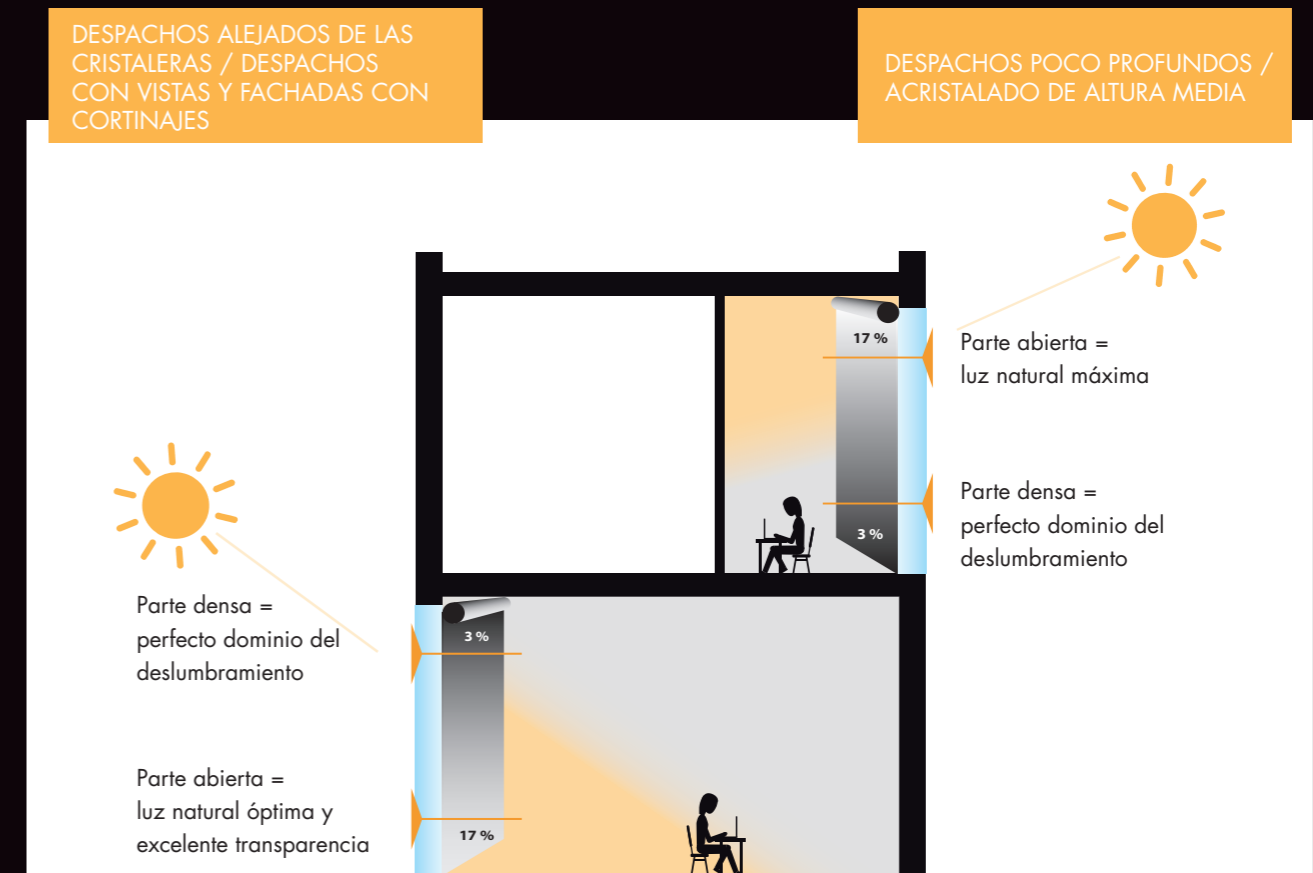 DESPACHOS ALEJADOS DE LAS
CRISTALERAS / DESPACHOS
CON VISTAS Y FACHADAS CON
CORTINAJES
DESPACHOS POCO PROFUNDOS /
ACRISTALADO DE ALTURA MEDIA
17 %
Parte abierta =
luz natural máxima
Parte densa =
perfecto dominio del
deslumbramiento
3 %
Parte densa =
perfecto dominio del
deslumbramiento
3 %
Parte abierta =
luz natural óptima y
excelente transparencia
17 %